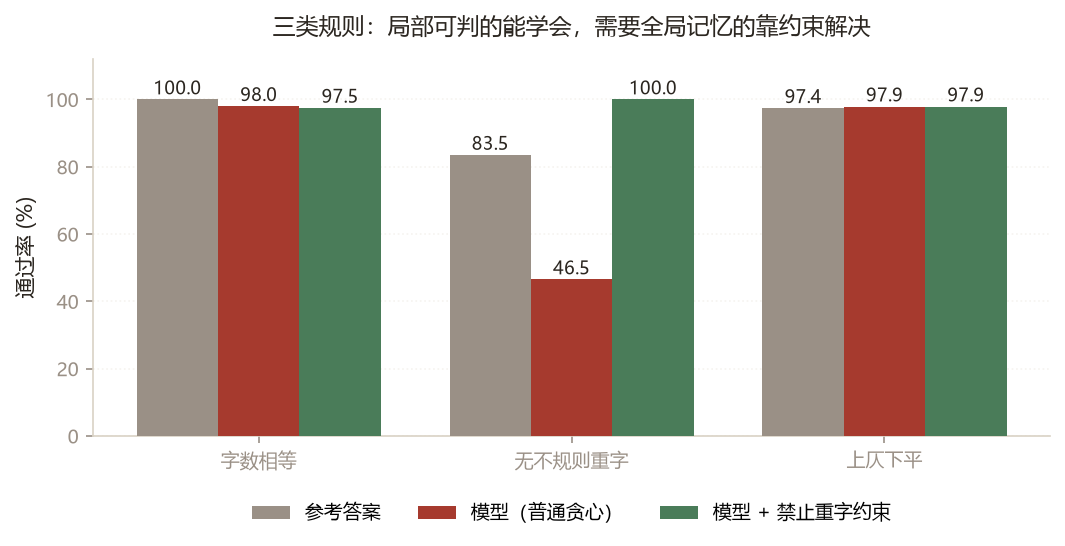 三类规则：局部可判的能学会，需要全局记忆的靠约束解决
通过率 (%)
100
80
60
40
20
0
100.0
98.0
97.5
83.5
46.5
100.0
97.4
97.9
97.9
字数相等
无不规则重字
上仄下平
参考答案
模型（普通贪心）
模型 + 禁止重字约束